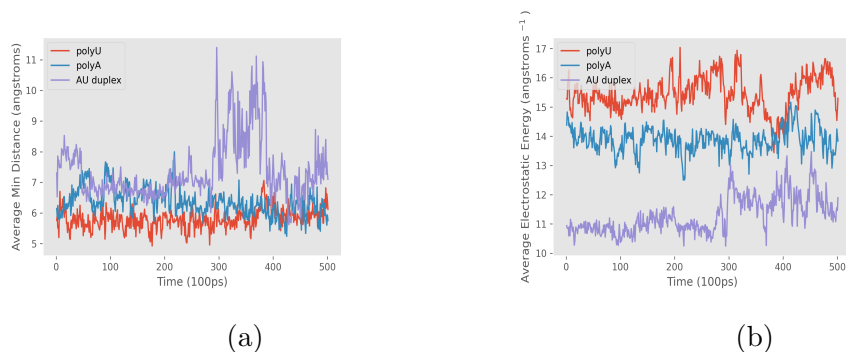 polyU
polyA
AU duplex
Average Min Distance (angstroms)
11
10
9
8
7
6
5
0 100 200 300 400 500
Time (100ps)
(a)
polyU
polyA
AU duplex
Average Electrostatic Energy (angstroms⁻¹)
17
16
15
14
13
12
11
10
0 100 200 300 400 500
Time (100ps)
(b)